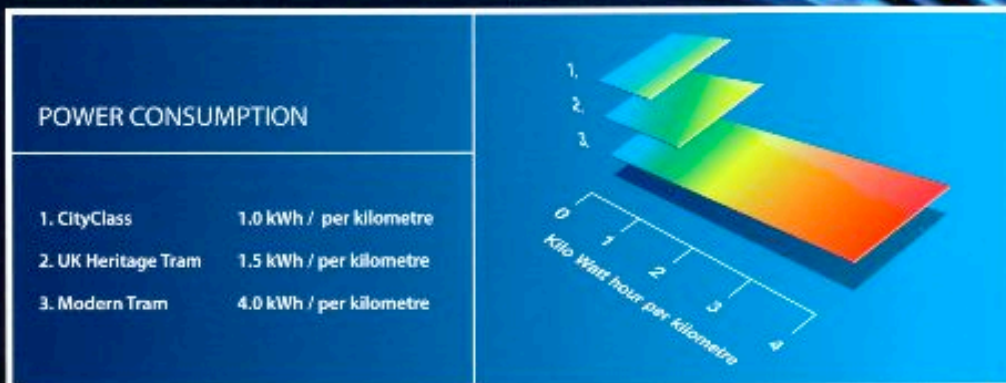 POWER CONSUMPTION
1. CityClass 1.0 kWh / per kilometre
2. UK Heritage Tram 1.5 kWh / per kilometre
3. Modern Tram 4.0 kWh / per kilometre
1.
2.
3.
0 1 2 3 4
Kilo Watt hour per kilometre